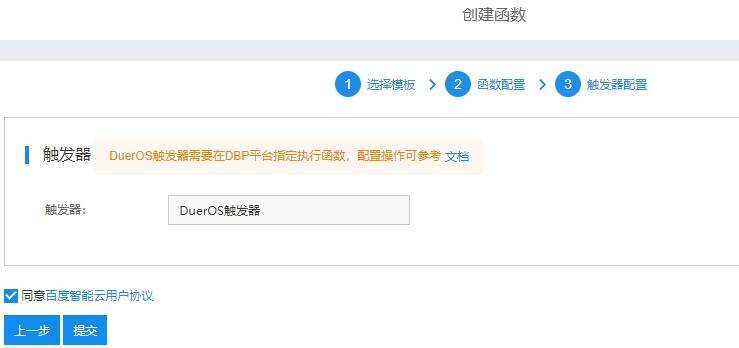 创建函数
1 选择模板 > 2 函数配置 > 3 触发器配置
触发器 DuerOS触发器需要在DBP平台指定执行函数，配置操作可参考 文档
触发器： DuerOS触发器
同意百度智能云用户协议
上一步 提交